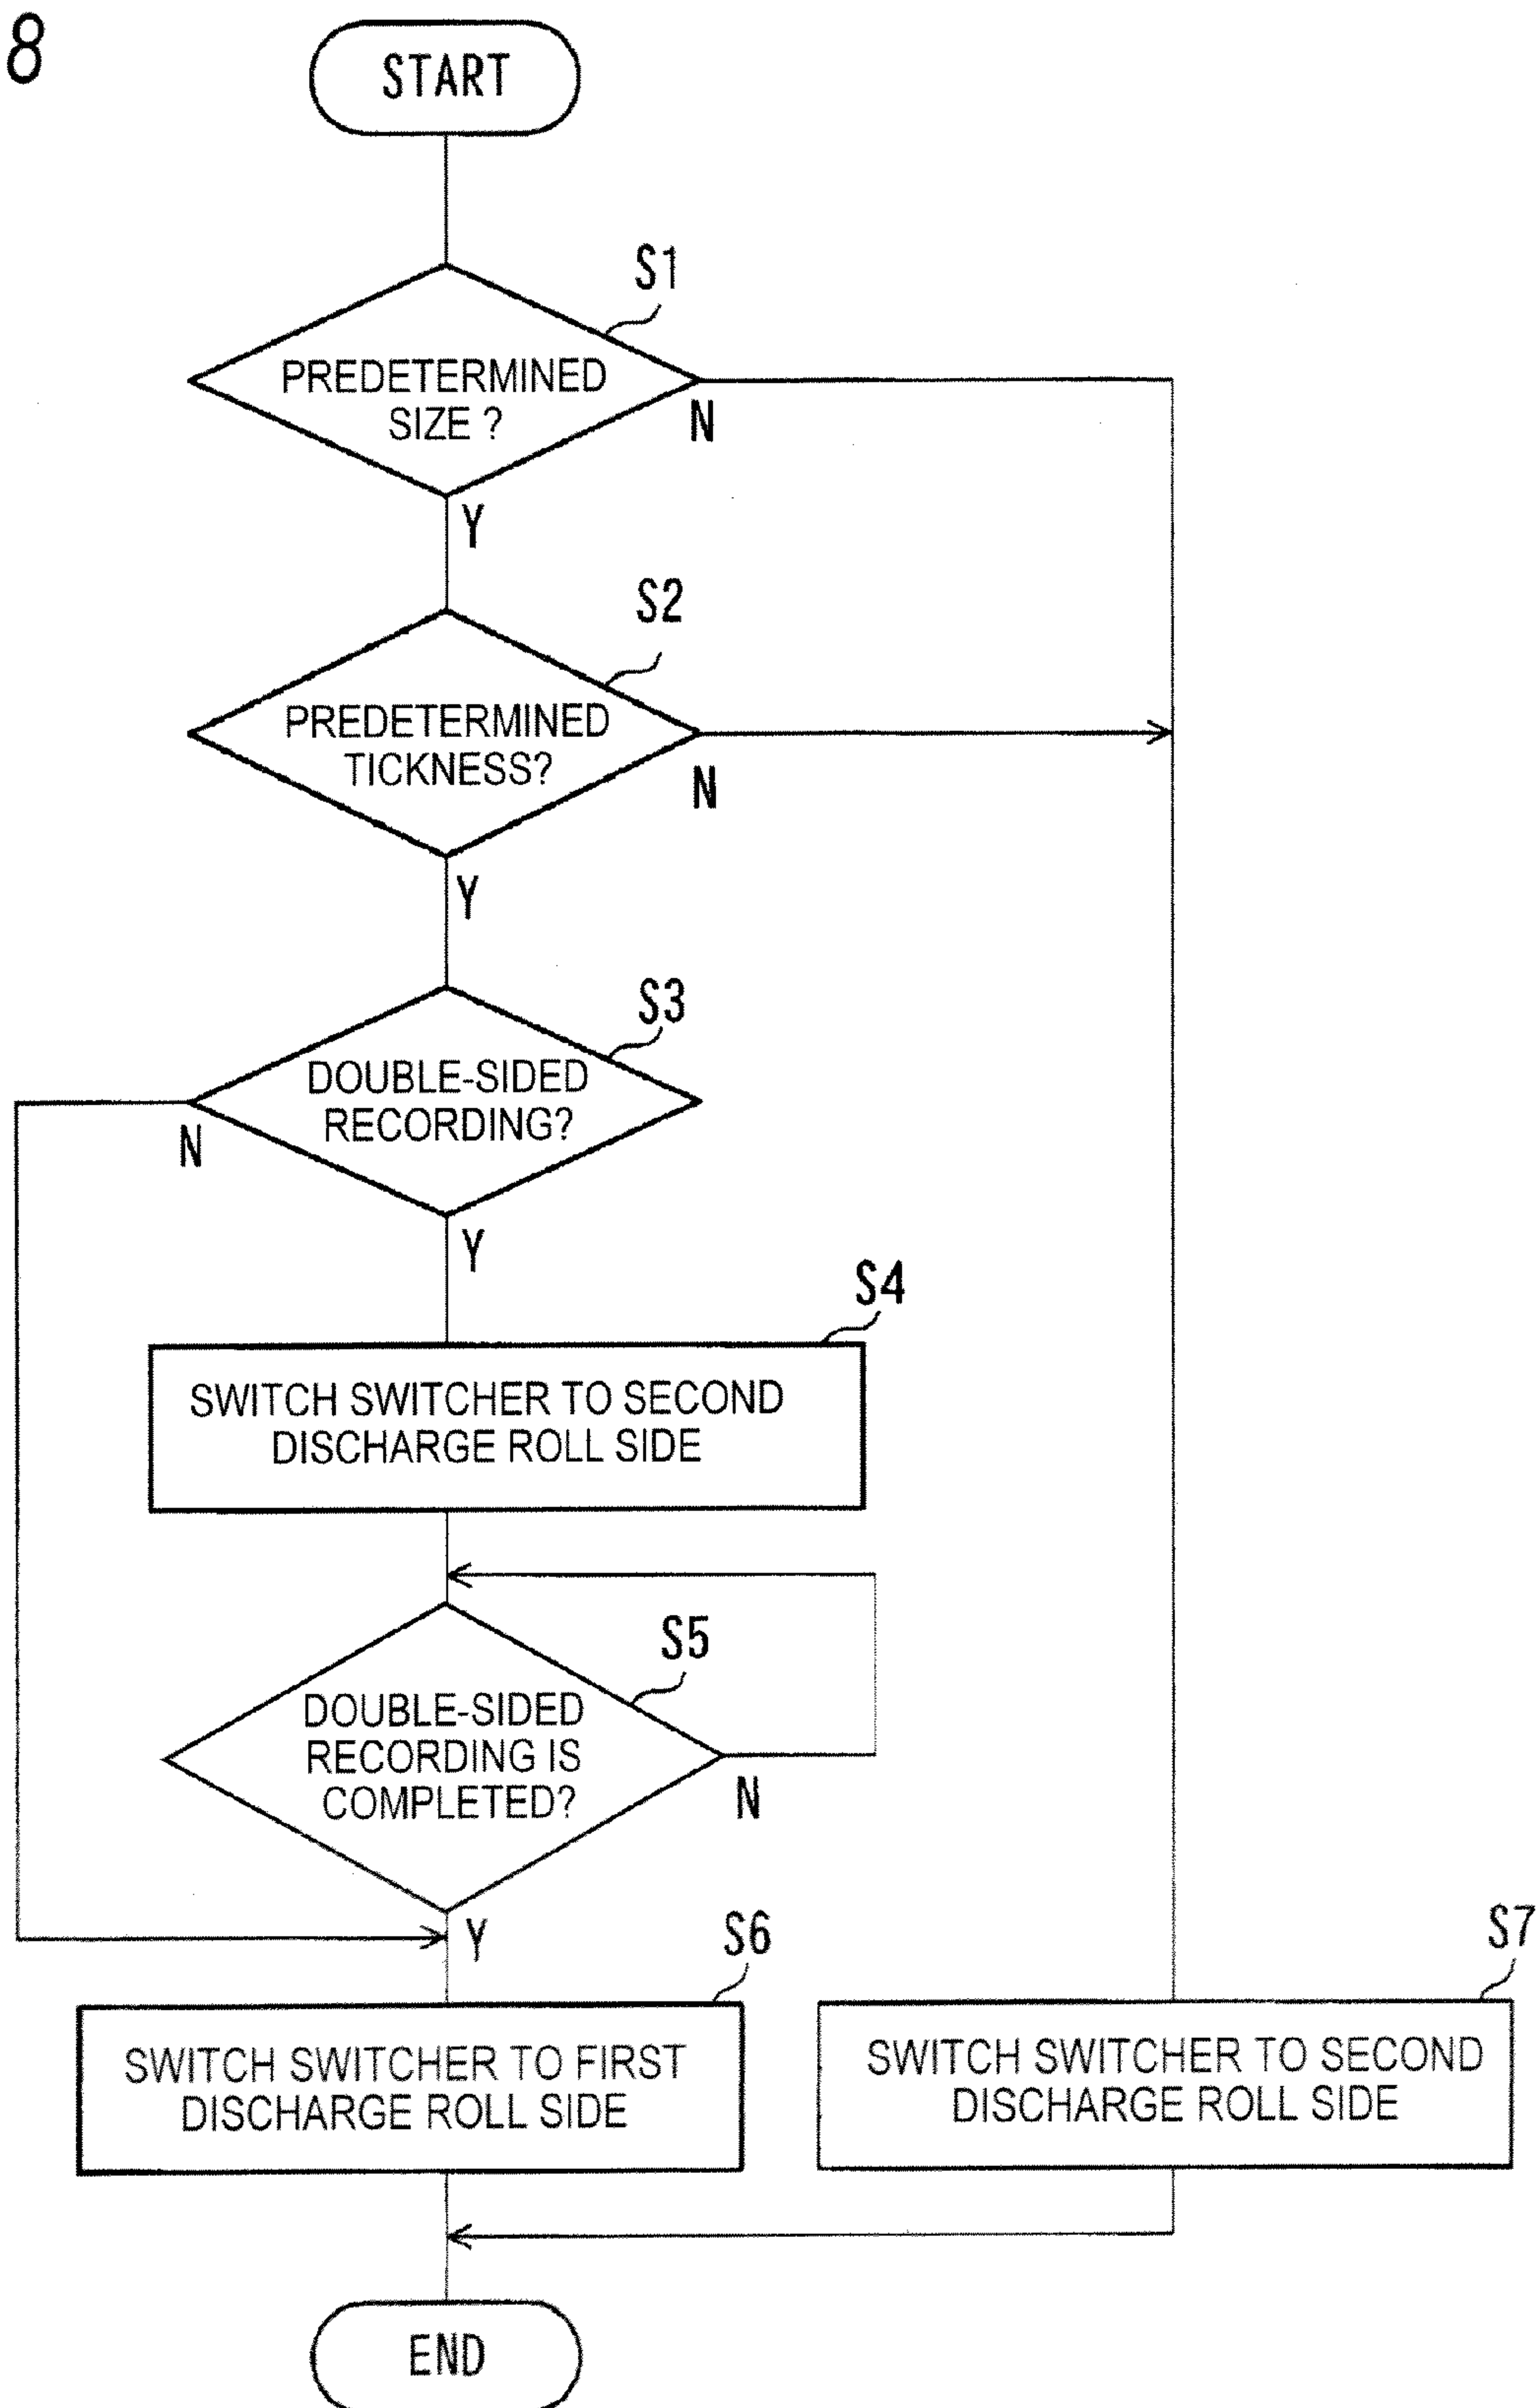 8
START
S1
PREDETERMINED
SIZE ?
N
Y
S2
PREDETERMINED
TICKNESS?
N
Y
S3
DOUBLE-SIDED
RECORDING?
N
Y
S4
SWITCH SWITCHER TO SECOND
DISCHARGE ROLL SIDE
S5
DOUBLE-SIDED
RECORDING IS
COMPLETED?
N
Y
S6
SWITCH SWITCHER TO FIRST
DISCHARGE ROLL SIDE
S7
SWITCH SWITCHER TO SECOND
DISCHARGE ROLL SIDE
END